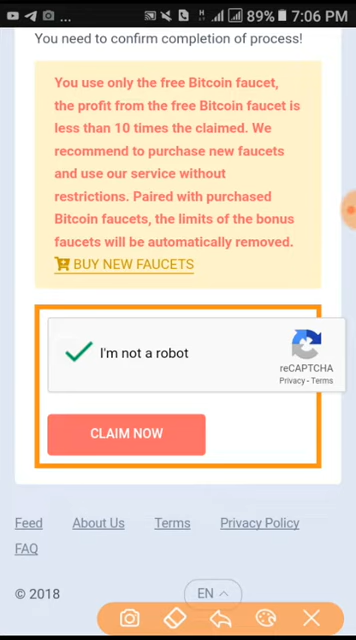 ... H 89% 7:06 PM
You need to confirm completion of process!
You use only the free Bitcoin faucet,
the profit from the free Bitcoin faucet is
less than 10 times the claimed. We
recommend to purchase new faucets
and use our service without
restrictions. Paired with purchased
Bitcoin faucets, the limits of the bonus
faucets will be automatically removed.
BUY NEW FAUCETS
I'm not a robot
reCAPTCHA
Privacy - Terms
CLAIM NOW
Feed About Us Terms Privacy Policy
FAQ
© 2018 EN